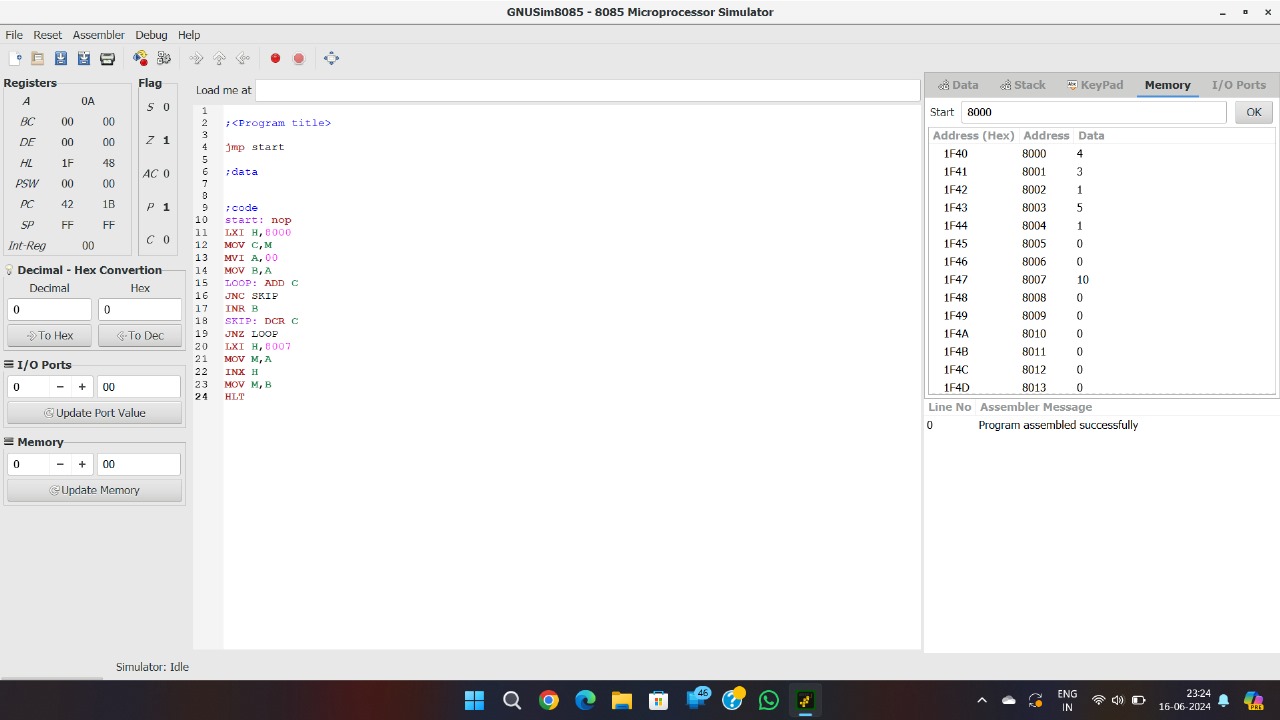 GNUSim8085 - 8085 Microprocessor Simulator
File Reset Assembler Debug Help
Registers
A 0A
BC 00 00
DE 00 00
HL 1F 48
PSW 00 00
PC 42 1B
SP FF FF
Int-Reg 00
Flag
S 0
Z 1
AC 0
P 1
C 0
Decimal - Hex Convertion
Decimal Hex
0 0
To Hex To Dec
I/O Ports
0 − + 00
Update Port Value
Memory
0 − + 00
Update Memory
Load me at
1
2 ;<Program title>
3
4 jmp start
5
6 ;data
7
8
9 ;code
10 start: nop
11 LXI H,8000
12 MOV C,M
13 MVI A,00
14 MOV B,A
15 LOOP: ADD C
16 JNC SKIP
17 INR B
18 SKIP: DCR C
19 JNZ LOOP
20 LXI H,8007
21 MOV M,A
22 INX H
23 MOV M,B
24 HLT
Data Stack KeyPad Memory I/O Ports
Start 8000 OK
Address (Hex) Address Data
1F40 8000 4
1F41 8001 3
1F42 8002 1
1F43 8003 5
1F44 8004 1
1F45 8005 0
1F46 8006 0
1F47 8007 10
1F48 8008 0
1F49 8009 0
1F4A 8010 0
1F4B 8011 0
1F4C 8012 0
1F4D 8013 0
Line No Assembler Message
0 Program assembled successfully
Simulator: Idle
46
ENG
IN
23:24
16-06-2024
PRE